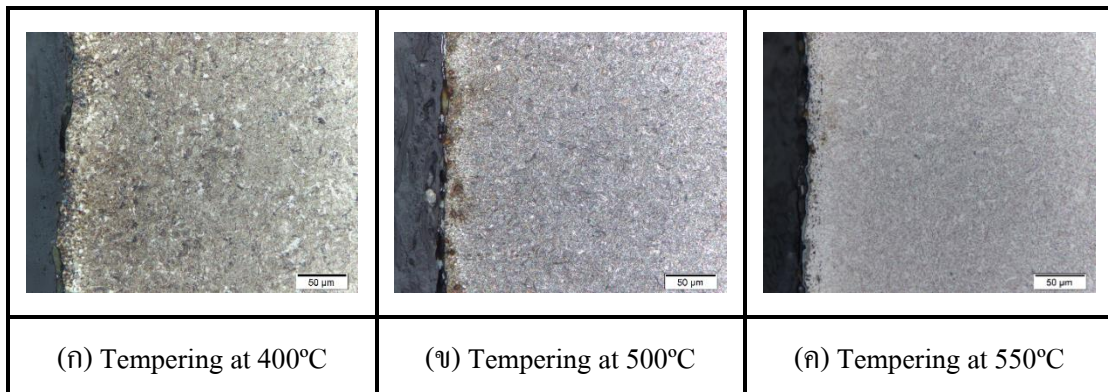 50 µm
50 µm
50 µm
(ก) Tempering at 400ºC
(ข) Tempering at 500ºC
(ค) Tempering at 550ºC